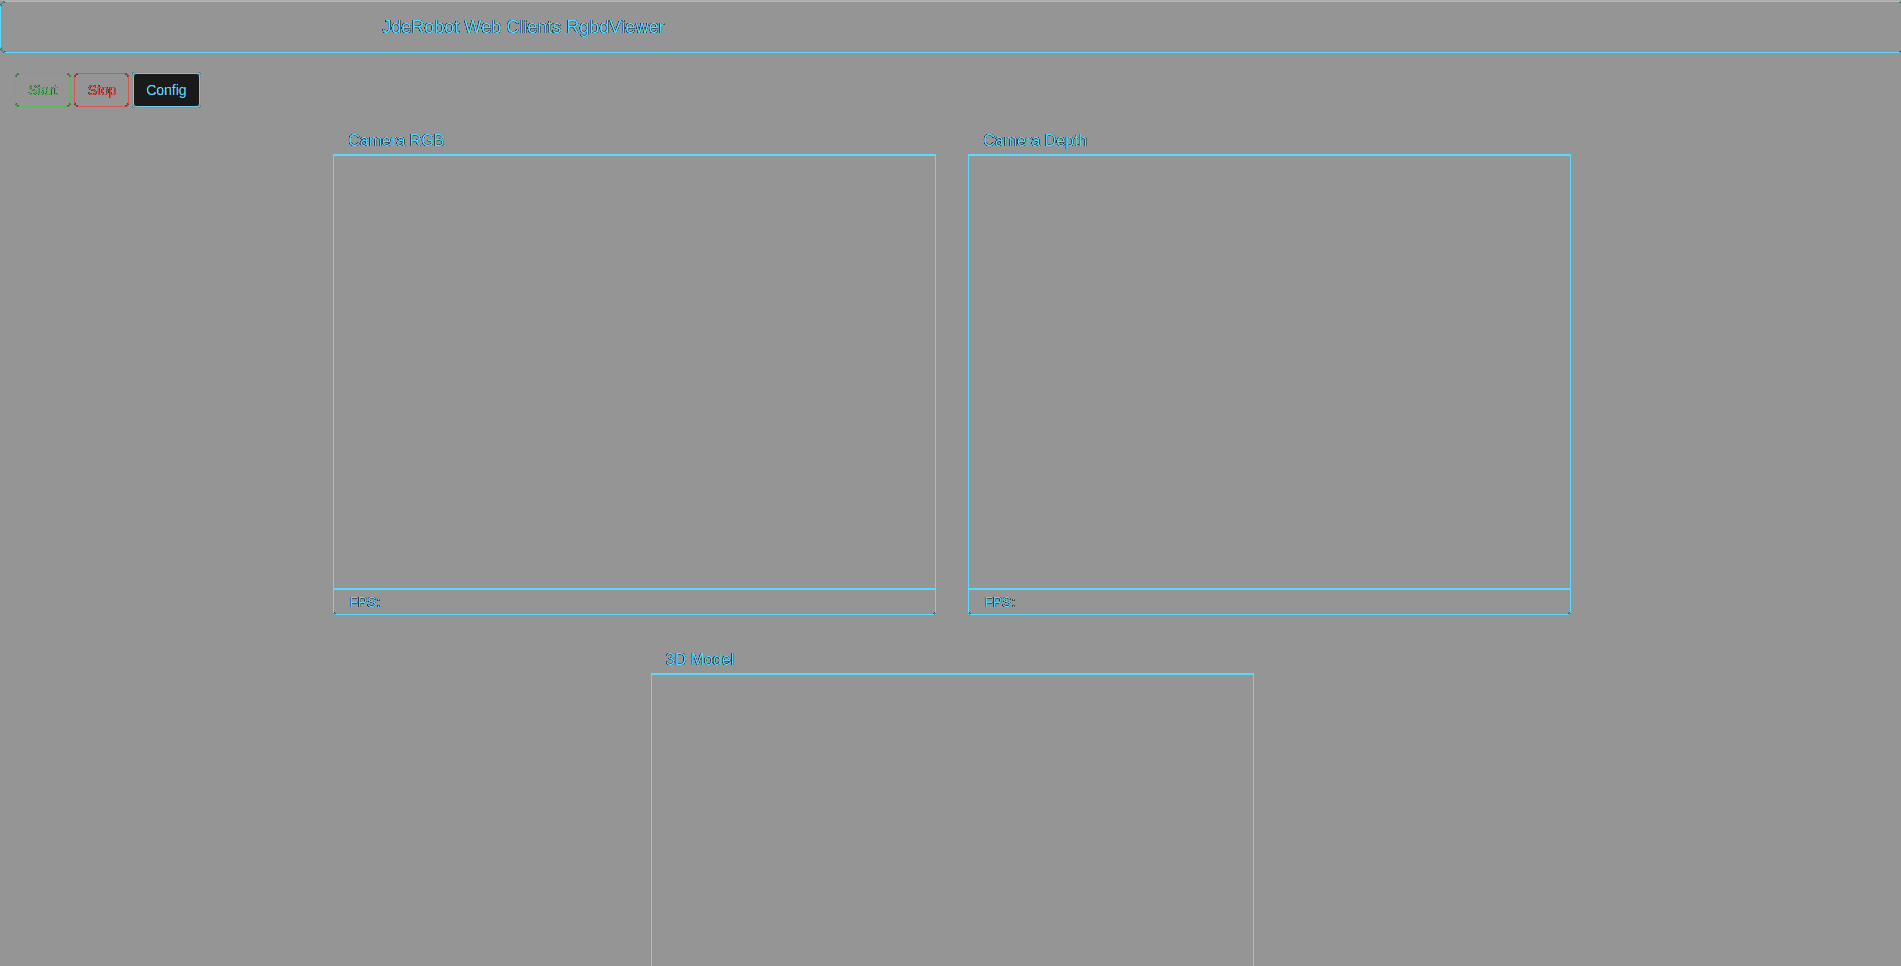 JdeRobot Web Clients RgbdViewer
Start Stop Config
Camera RGB Camera Depth
FPS: FPS:
3D Model